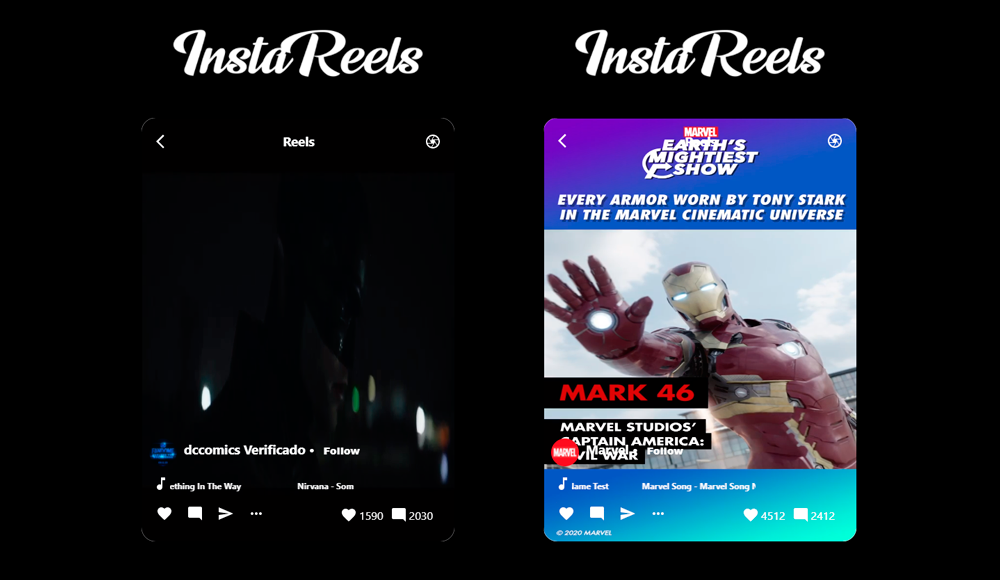 InstaReels
Reels
dccomics Verificado • Follow
ething In The Way Nirvana - Som
1590 2030
InstaReels
MARVEL
Reels
EARTH'S
MIGHTIEST
SHOW
EVERY ARMOR WORN BY TONY STARK
IN THE MARVEL CINEMATIC UNIVERSE
MARK 46
MARVEL STUDIOS'
CAPTAIN AMERICA:
CIVIL WAR
MARVEL
Marvel • Follow
lame Test Marvel Song - Marvel Song N
4512 2412
© 2020 MARVEL